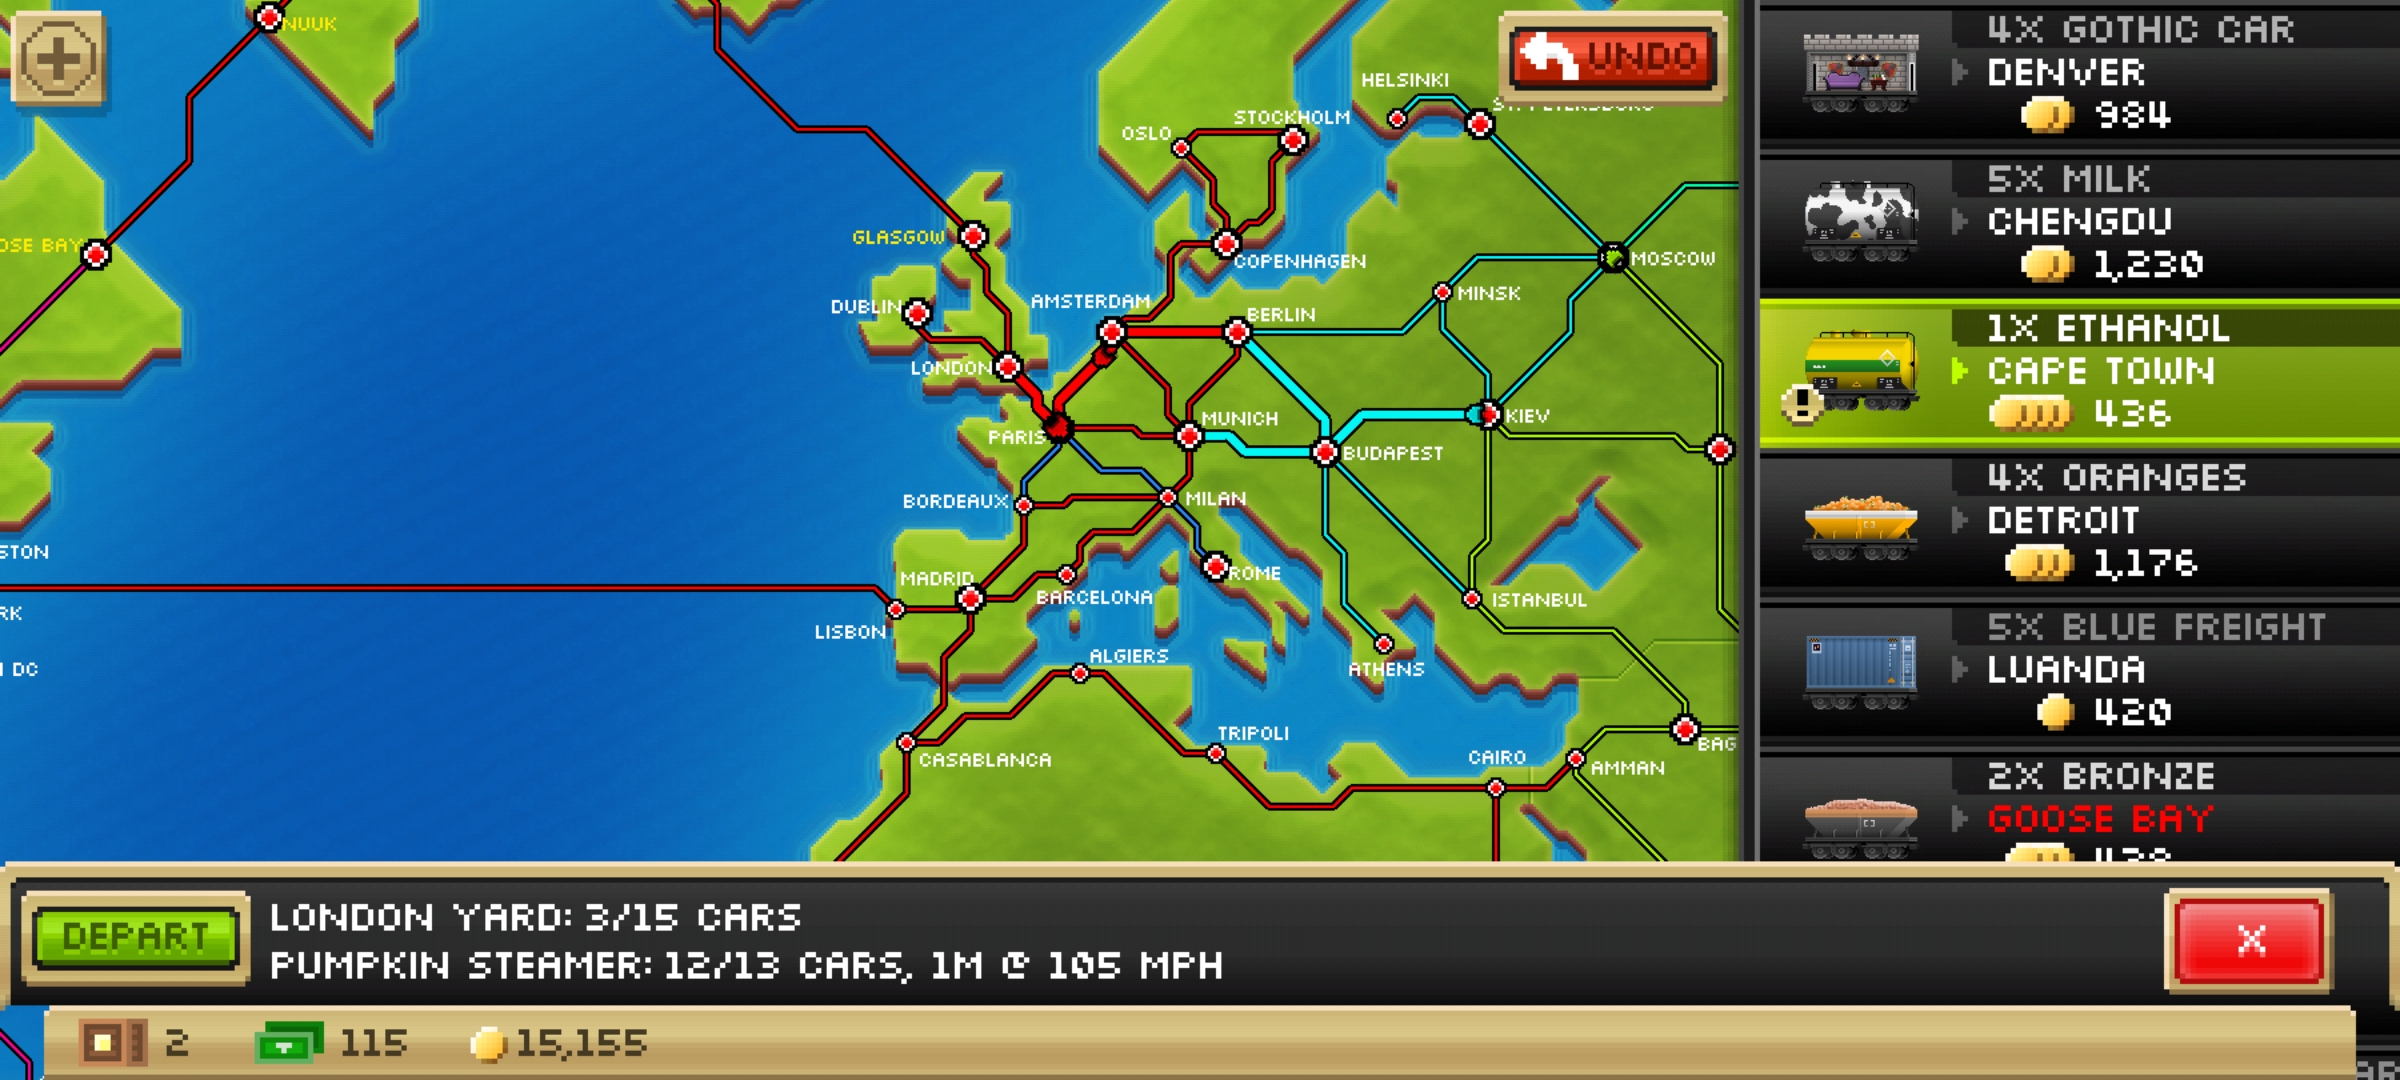 NUUK
UNDO
HELSINKI
STOCKHOLM
OSLO
GLASGOW
OSE BAY
COPENHAGEN
MOSCOW
MINSK
AMSTERDAM
BERLIN
DUBLIN
LONDON
PARIS
MUNICH
KIEV
BUDAPEST
BORDEAUX
MILAN
STON
MADRID
ROME
BARCELONA
ISTANBUL
RK
LISBON
DC
ALGIERS
ATHENS
TRIPOLI
CASABLANCA
CAIRO
AMMAN
BAG
4X GOTHIC CAR
DENVER
984
5X MILK
CHENGDU
1,230
1X ETHANOL
CAPE TOWN
436
4X ORANGES
DETROIT
1,176
5X BLUE FREIGHT
LUANDA
420
2X BRONZE
GOOSE BAY
DEPART
LONDON YARD: 3/15 CARS
PUMPKIN STEAMER: 12/13 CARS, 1M @ 105 MPH
X
2
115
15,155